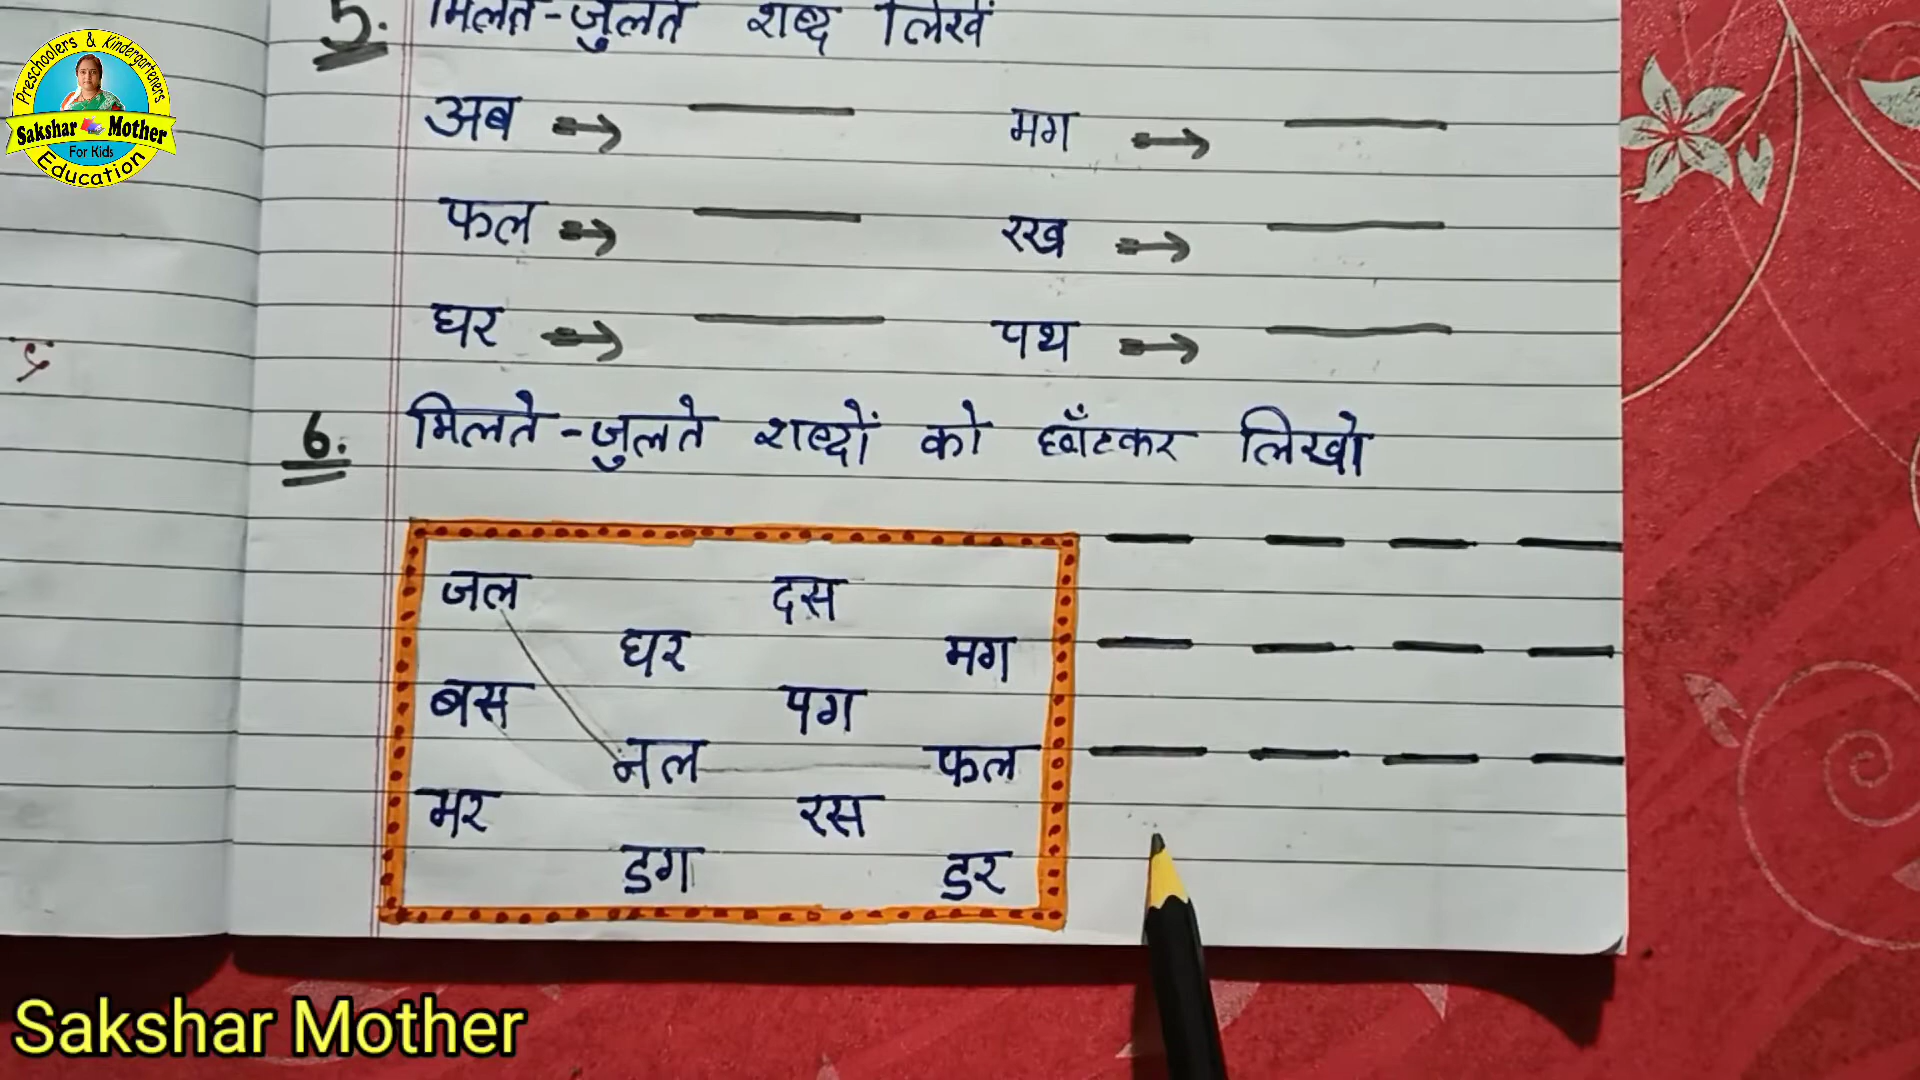 5. मिलते-जुलते शब्द लिखें
Preschoolers & Kindergarteners
Sakshar Mother
For Kids
Education
अब → मग →
फल → रख →
घर → पथ →
6. मिलते-जुलते शब्दों को छाँटकर लिखो
जल दस
घर मग
बस पग
नल फल
मर रस
डग डर
Sakshar Mother